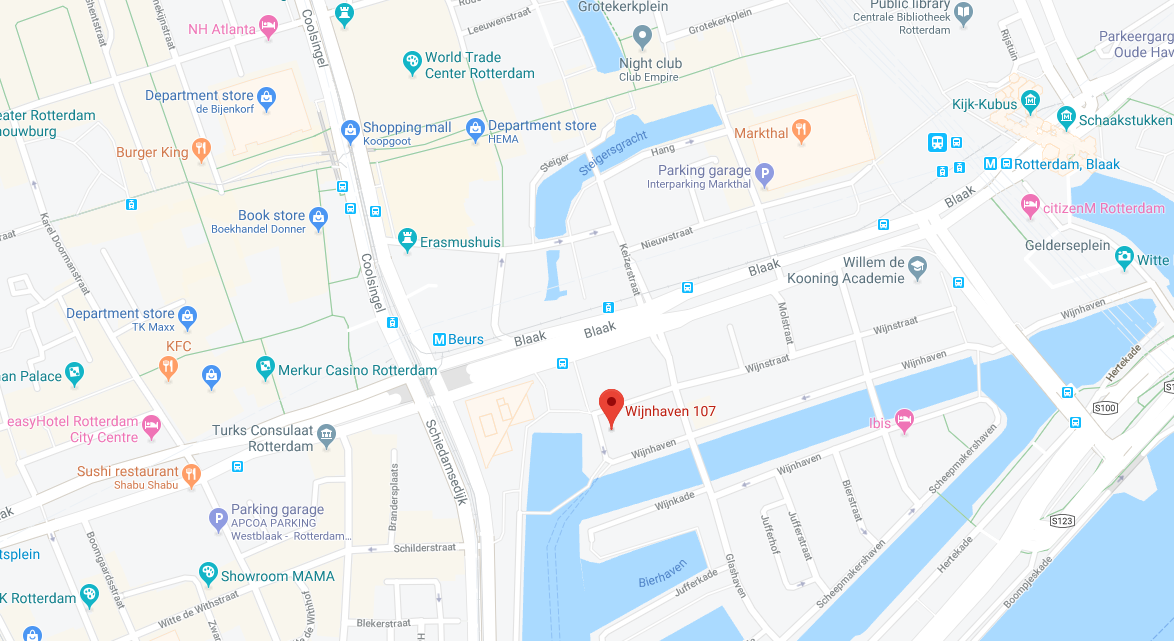 Grotekerkplein
Leeuwenstraat
Grotekerkplein
Public library
Centrale Bibliotheek
Rotterdam
NH Atlanta
Coolsingel
Rijstuin
Parkeergarag
Oude Hav
World Trade
Center Rotterdam
Night club
Club Empire
Department store
de Bijenkorf
Kijk-Kubus
Schaakstukken
eater Rotterdam
houwburg
Shopping mall
Koopgoot
Department store
HEMA
Markthal
Burger King
Steiger
Steigersgracht
Hang
Parking garage
Interparking Markthal
Rotterdam, Blaak
Blaak
citizenM Rotterdam
Karel Doormanstraat
Book store
Boekhandel Donner
Erasmushuis
Nieuwstraat
Keizerstraat
Gelderseplein
Witte
Coolsingel
Blaak
Willem de
Kooning Academie
Department store
TK Maxx
Beurs
Blaak
Blaak
Molstraat
Wijnstraat
Wijnhaven
KFC
Merkur Casino Rotterdam
Wijnstraat
Wijnhaven
Hertekade
an Palace
S100
easyHotel Rotterdam
City Centre
Wijnhaven 107
Wijnhaven
Ibis
Turks Consulaat
Rotterdam
Schiedamsedijk
Wijnhaven
Scheepmakershaven
Sushi restaurant
Shabu Shabu
Wijnkade
Bierstraat
Parking garage
APCOA PARKING
Westblaak - Rotterdam...
Brandersplaats
Jufferhof
Jufferstraat
S123
tsplein
Boomgaardsstraat
Schilderstraat
Glashaven
Scheepmakershaven
Hertekade
Showroom MAMA
Bierhaven
Jufferkade
Boompjeskade
K Rotterdam
Witte de Withstraat
Blekerstraat